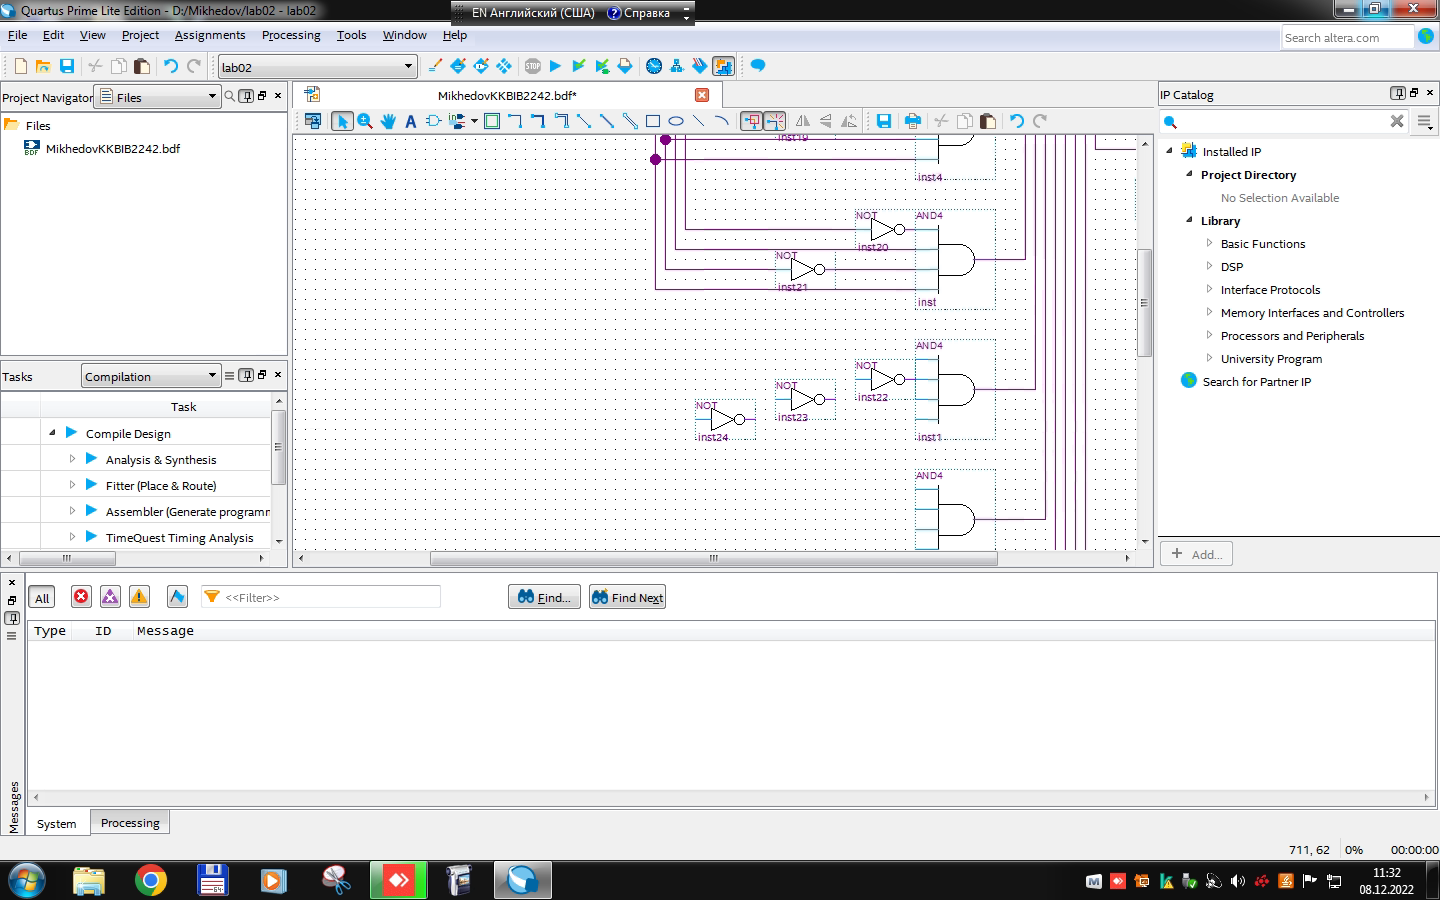 Quartus Prime Lite Edition - D:/Mikhedov/lab02 - lab02
EN Английский (США) Справка
File Edit View Project Assignments Processing Tools Window Help
Search altera.com
lab02
Project Navigator Files
MikhedovKKBIB2242.bdf*
IP Catalog
Files
MikhedovKKBIB2242.bdf
Installed IP
Project Directory
No Selection Available
Library
Basic Functions
DSP
Interface Protocols
Memory Interfaces and Controllers
Processors and Peripherals
University Program
Search for Partner IP
Add...
inst19
inst4
NOT
AND4
inst20
NOT
inst21
inst
AND4
NOT
inst22
NOT
inst23
NOT
inst24
inst1
AND4
Tasks Compilation
Task
Compile Design
Analysis & Synthesis
Fitter (Place & Route)
Assembler (Generate programm
TimeQuest Timing Analysis
All
<<Filter>>
Find...
Find Next
Type ID Message
Messages
System Processing
711, 62 0% 00:00:00
11:32
08.12.2022